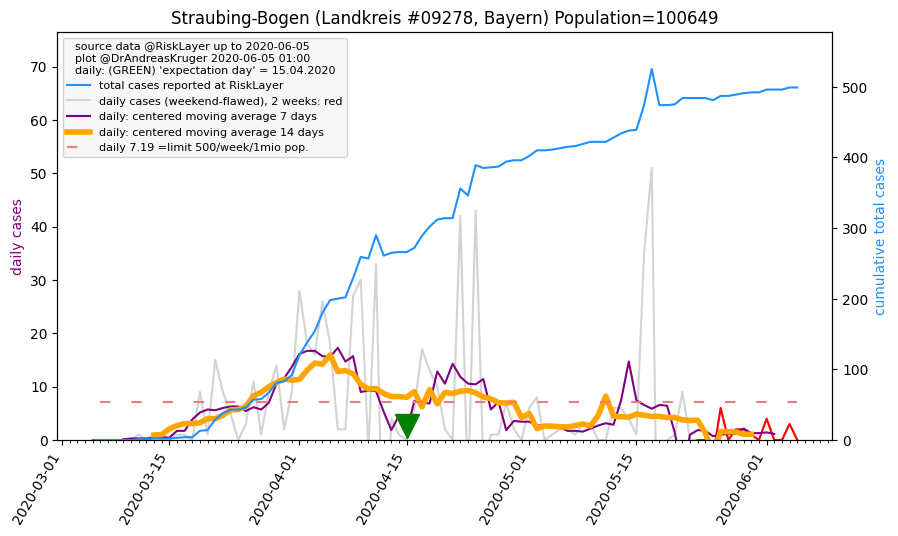 Straubing-Bogen (Landkreis #09278, Bayern) Population=100649
source data @RiskLayer up to 2020-06-05
plot @DrAndreasKruger 2020-06-05 01:00
daily: (GREEN) 'expectation day' = 15.04.2020
total cases reported at RiskLayer
daily cases (weekend-flawed), 2 weeks: red
daily: centered moving average 7 days
daily: centered moving average 14 days
daily 7.19 =limit 500/week/1mio pop.
daily cases
70
60
50
40
30
20
10
0
cumulative total cases
500
400
300
200
100
0
2020-03-01
2020-03-15
2020-04-01
2020-04-15
2020-05-01
2020-05-15
2020-06-01